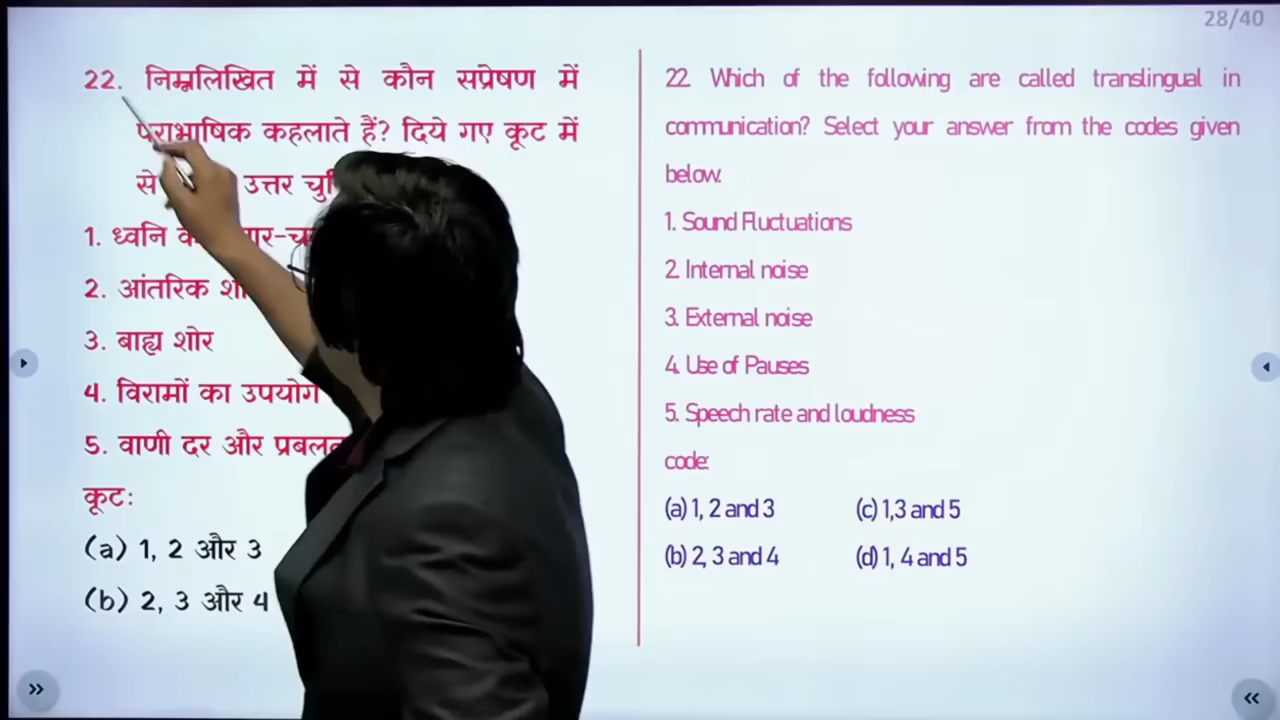 28/40
22. निम्नलिखित में से कौन सप्रेषण में
पराभाषिक कहलाते हैं? दिये गए कूट में
से उत्तर
1. ध्वनि
2. आंतरिक
3. बाह्य शोर
4. विरामों का उपयोग
5. वाणी दर और
कूटः
(a) 1, 2 और 3
(b) 2, 3 और 4
22. Which of the following are called translingual in
communication? Select your answer from the codes given
below.
1. Sound Fluctuations
2. Internal noise
3. External noise
4. Use of Pauses
5. Speech rate and loudness
code:
(a) 1, 2 and 3 (c) 1,3 and 5
(b) 2, 3 and 4 (d) 1, 4 and 5